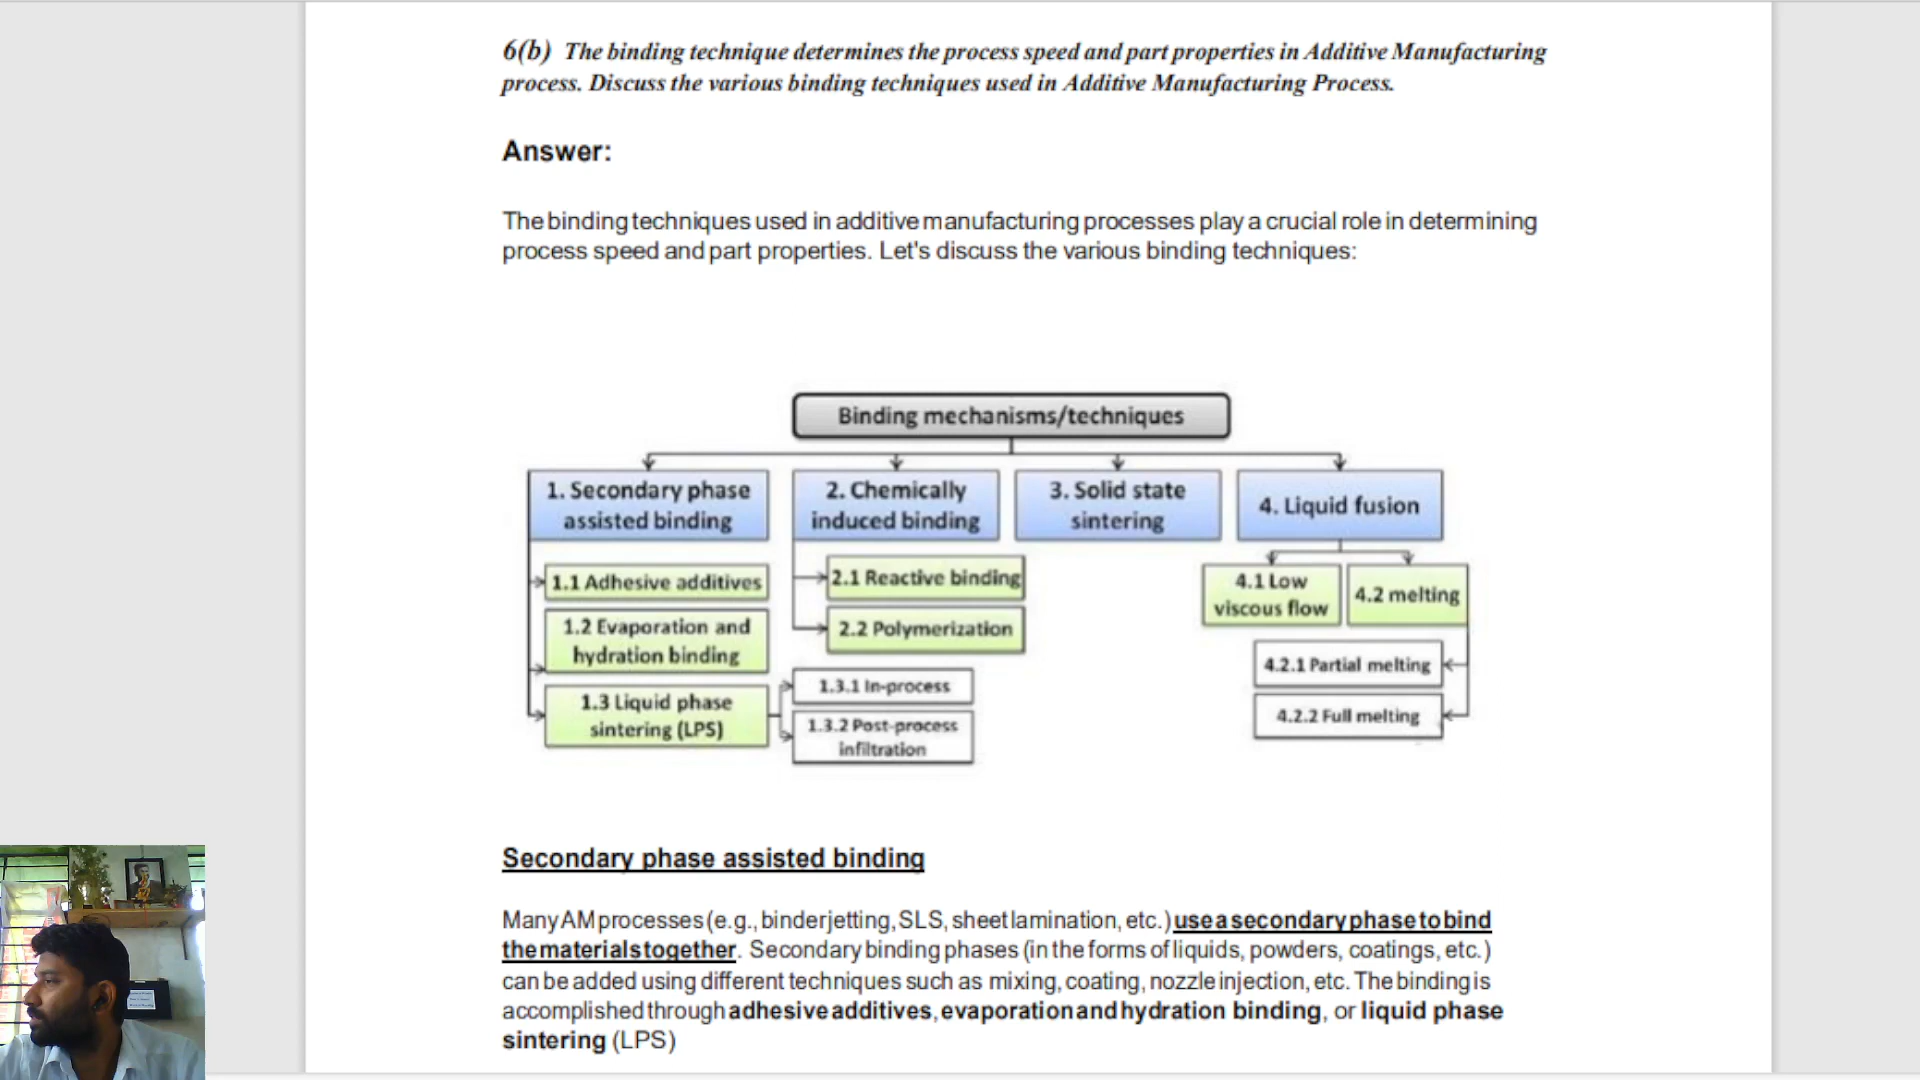 6(b) The binding technique determines the process speed and part properties in Additive Manufacturing
process. Discuss the various binding techniques used in Additive Manufacturing Process.
Answer:
The binding techniques used in additive manufacturing processes play a crucial role in determining
process speed and part properties. Let's discuss the various binding techniques:
Binding mechanisms/techniques
1. Secondary phase
assisted binding
2. Chemically
induced binding
3. Solid state
sintering
4. Liquid fusion
1.1 Adhesive additives
1.2 Evaporation and
hydration binding
1.3 Liquid phase
sintering (LPS)
1.3.1 In-process
1.3.2 Post-process
infiltration
2.1 Reactive binding
2.2 Polymerization
4.1 Low
viscous flow
4.2 melting
4.2.1 Partial melting
4.2.2 Full melting
Secondary phase assisted binding
Many AM processes (e.g., binder jetting, SLS, sheet lamination, etc.) use a secondary phase to bind
the materials together. Secondary binding phases (in the forms of liquids, powders, coatings, etc.)
can be added using different techniques such as mixing, coating, nozzle injection, etc. The binding is
accomplished through adhesive additives, evaporation and hydration binding, or liquid phase
sintering (LPS)